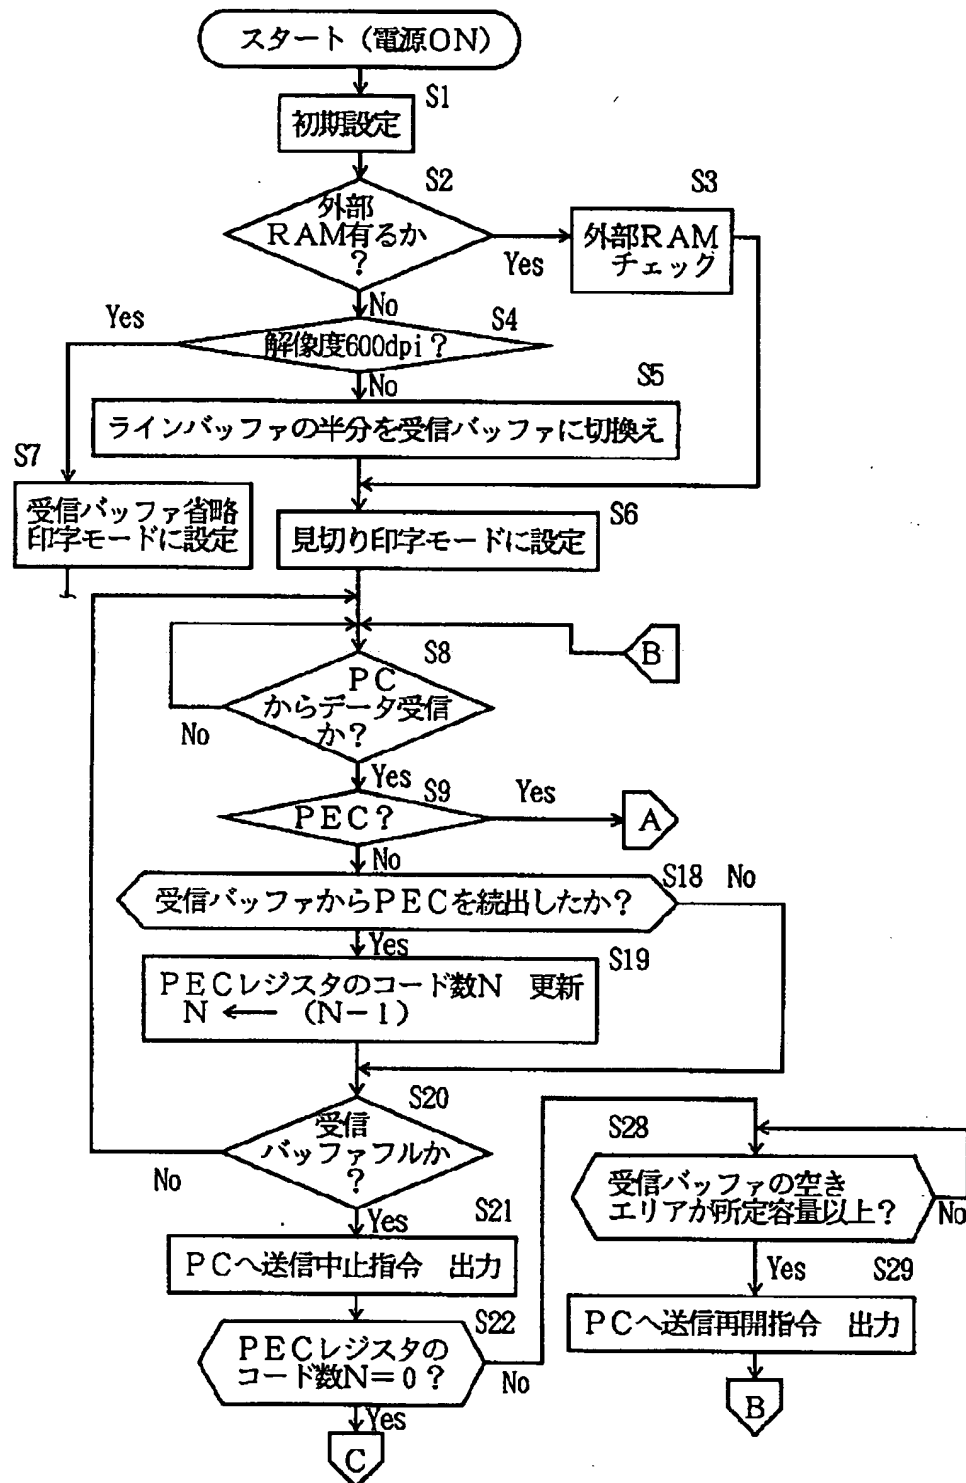 スタート（電源ON）
S1
初期設定
S2
外部
RAM有るか
？
Yes
S3
外部RAM
チェック
No
S4
Yes
解像度600dpi？
No
S5
ラインバッファの半分を受信バッファに切換え
S7
受信バッファ省略
印字モードに設定
S6
見切り印字モードに設定
B
S8
PC
からデータ受信
か？
No
Yes
S9
PEC？
Yes
A
No
S18 No
受信バッファからPECを続出したか？
Yes
S19
PECレジスタのコード数N 更新
N ← （N－1）
S20
受信
バッファフルか
？
No
Yes
S21
PCへ送信中止指令 出力
S22
PECレジスタの
コード数N＝0？
No
Yes
C
S28
受信バッファの空き
エリアが所定容量以上？
No
Yes
S29
PCへ送信再開指令 出力
B